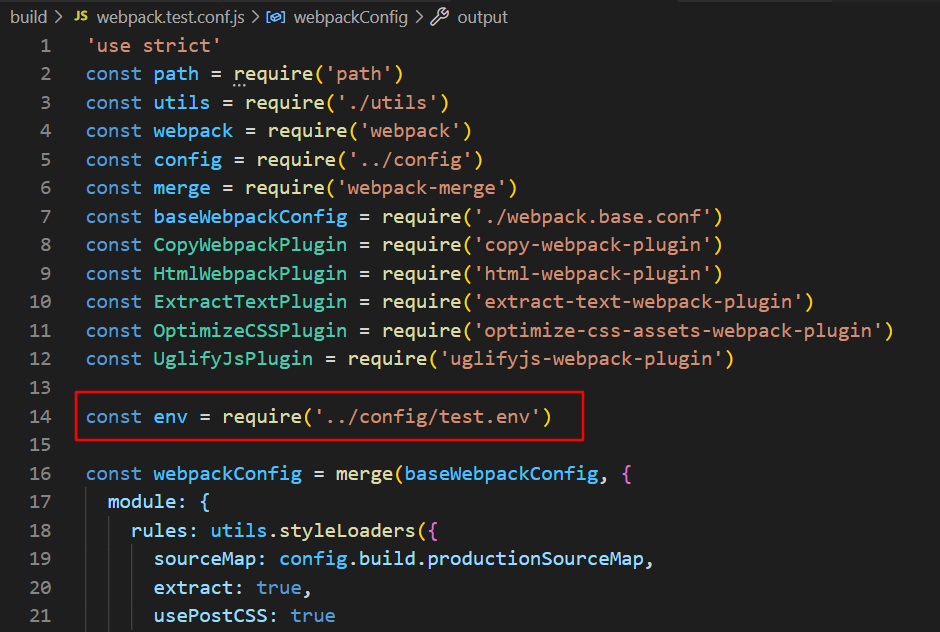 build > JS webpack.test.conf.js > webpackConfig > output
1 'use strict'
2 const path = require('path')
3 const utils = require('./utils')
4 const webpack = require('webpack')
5 const config = require('../config')
6 const merge = require('webpack-merge')
7 const baseWebpackConfig = require('./webpack.base.conf')
8 const CopyWebpackPlugin = require('copy-webpack-plugin')
9 const HtmlWebpackPlugin = require('html-webpack-plugin')
10 const ExtractTextPlugin = require('extract-text-webpack-plugin')
11 const OptimizeCSSPlugin = require('optimize-css-assets-webpack-plugin')
12 const UglifyJsPlugin = require('uglifyjs-webpack-plugin')
13
14 const env = require('../config/test.env')
15
16 const webpackConfig = merge(baseWebpackConfig, {
17   module: {
18     rules: utils.styleLoaders({
19       sourceMap: config.build.productionSourceMap,
20       extract: true,
21       usePostCSS: true